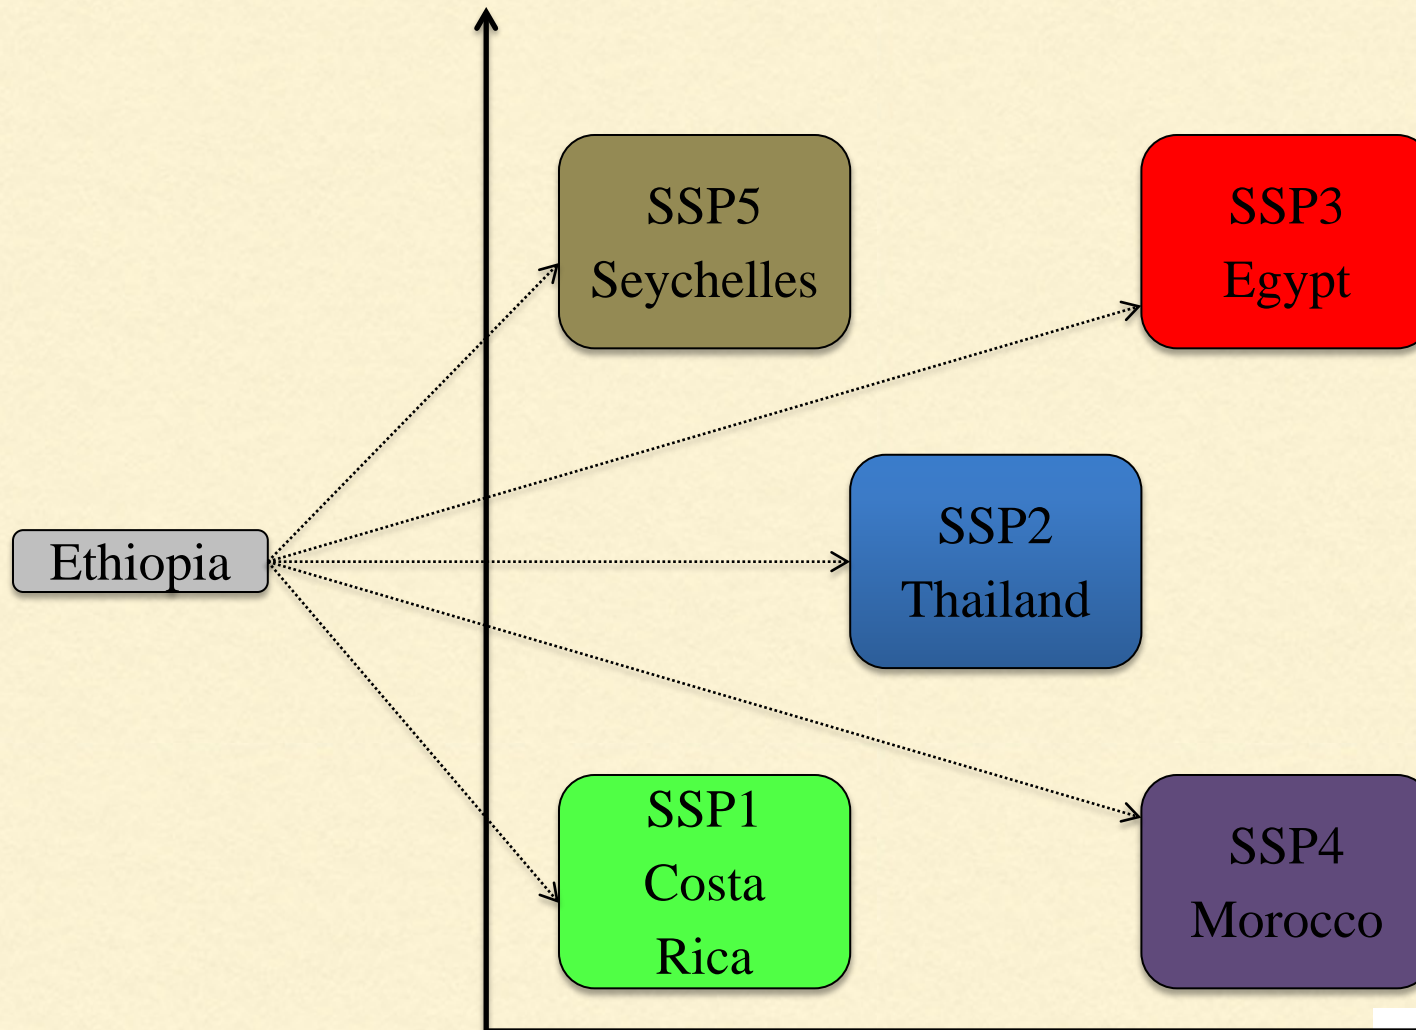 SSP5
Seychelles
SSP3
Egypt
Ethiopia
SSP2
Thailand
SSP1
Costa
Rica
SSP4
Morocco